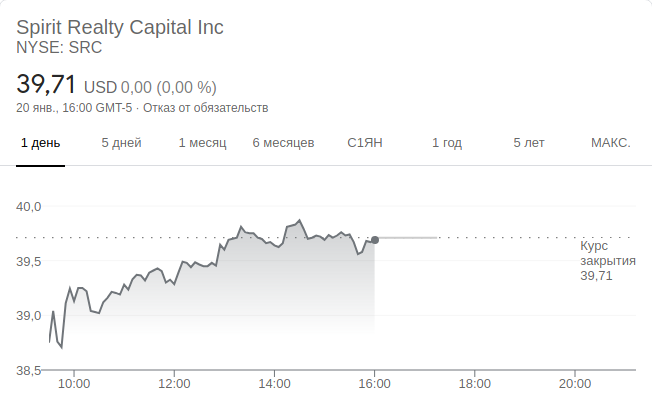 Spirit Realty Capital Inc
NYSE: SRC
39,71 USD 0,00 (0,00 %)
20 янв., 16:00 GMT-5 · Отказ от обязательств
1 день 5 дней 1 месяц 6 месяцев С1ЯН 1 год 5 лет МАКС.
40,0
39,5
39,0
38,5
Курс
закрытия
39,71
10:00 12:00 14:00 16:00 18:00 20:00